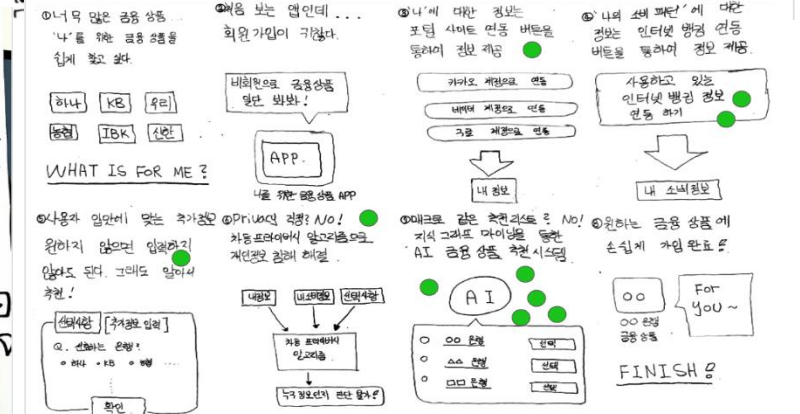 ①너무 많은 금융 상품...
'나'를 위한 금융 상품을
쉽게 찾고 싶다.
하나 KB 우리
농협 IBK 신한
WHAT IS FOR ME?
②처음 보는 앱인데...
회원가입이 귀찮다.
비회원으로 금융상품
일단 봐봐!
APP.
나를 위한 금융상품 APP
③'나'에 대한 정보는
포털 사이트 연동 버튼을
통하여 정보 제공
카카오 계정으로 연동
네이버 계정으로 연동
구글 계정으로 연동
내 정보
④'나의 소비 패턴'에 대한
정보는 인터넷 뱅킹 연동
버튼을 통하여 정보 제공.
사용하고 있는
인터넷 뱅킹 정보
연동 하기
내 소비정보
⑤사용자 입맛에 맞는 추가정보
원하지 않으면 입력하지
않아도 된다. 그래도 알아서
추천!
선택사항 [추가정보 입력]
Q. 선호하는 은행?
하나 KB 농협 ....
확인
⑥Privacy 걱정? NO!
차등 프라이버시 알고리즘으로
개인정보 침해 해결
내정보 내소비정보 선택사항
차등 프라이버시
알고리즘
누구 정보인지 판단 불가!
⑦매크로 같은 추천리스트? NO!
지식 그래프 마이닝을 통한
AI 금융 상품 추천 시스템
AI
○○ 은행 선택
△△ 은행 선택
□□ 은행 선택
⑧원하는 금융 상품에
손쉽게 가입 완료!
○○
○○ 은행
금융상품
For
you ~
FINISH!